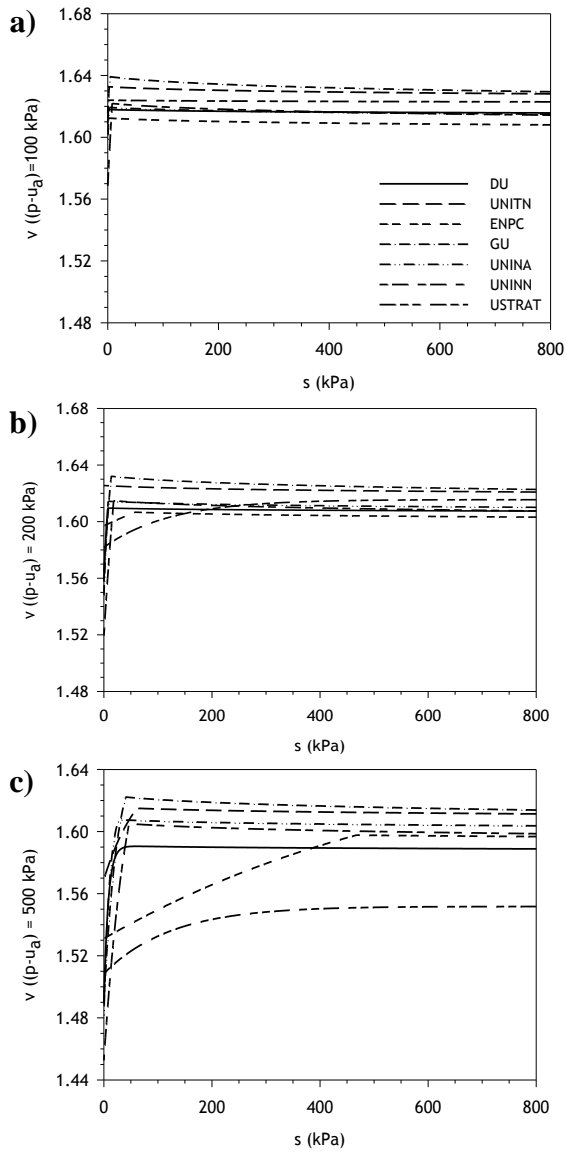 a)
1.68
1.64
1.60
1.56
1.52
1.48
v ((p-ua)=100 kPa)
DU
UNITN
ENPC
GU
UNINA
UNINN
USTRAT
0 200 400 600 800
s (kPa)
b)
1.68
1.64
1.60
1.56
1.52
1.48
v ((p-ua) = 200 kPa)
0 200 400 600 800
s (kPa)
c)
1.64
1.60
1.56
1.52
1.48
1.44
v ((p-ua) = 500 kPa)
0 200 400 600 800
s (kPa)